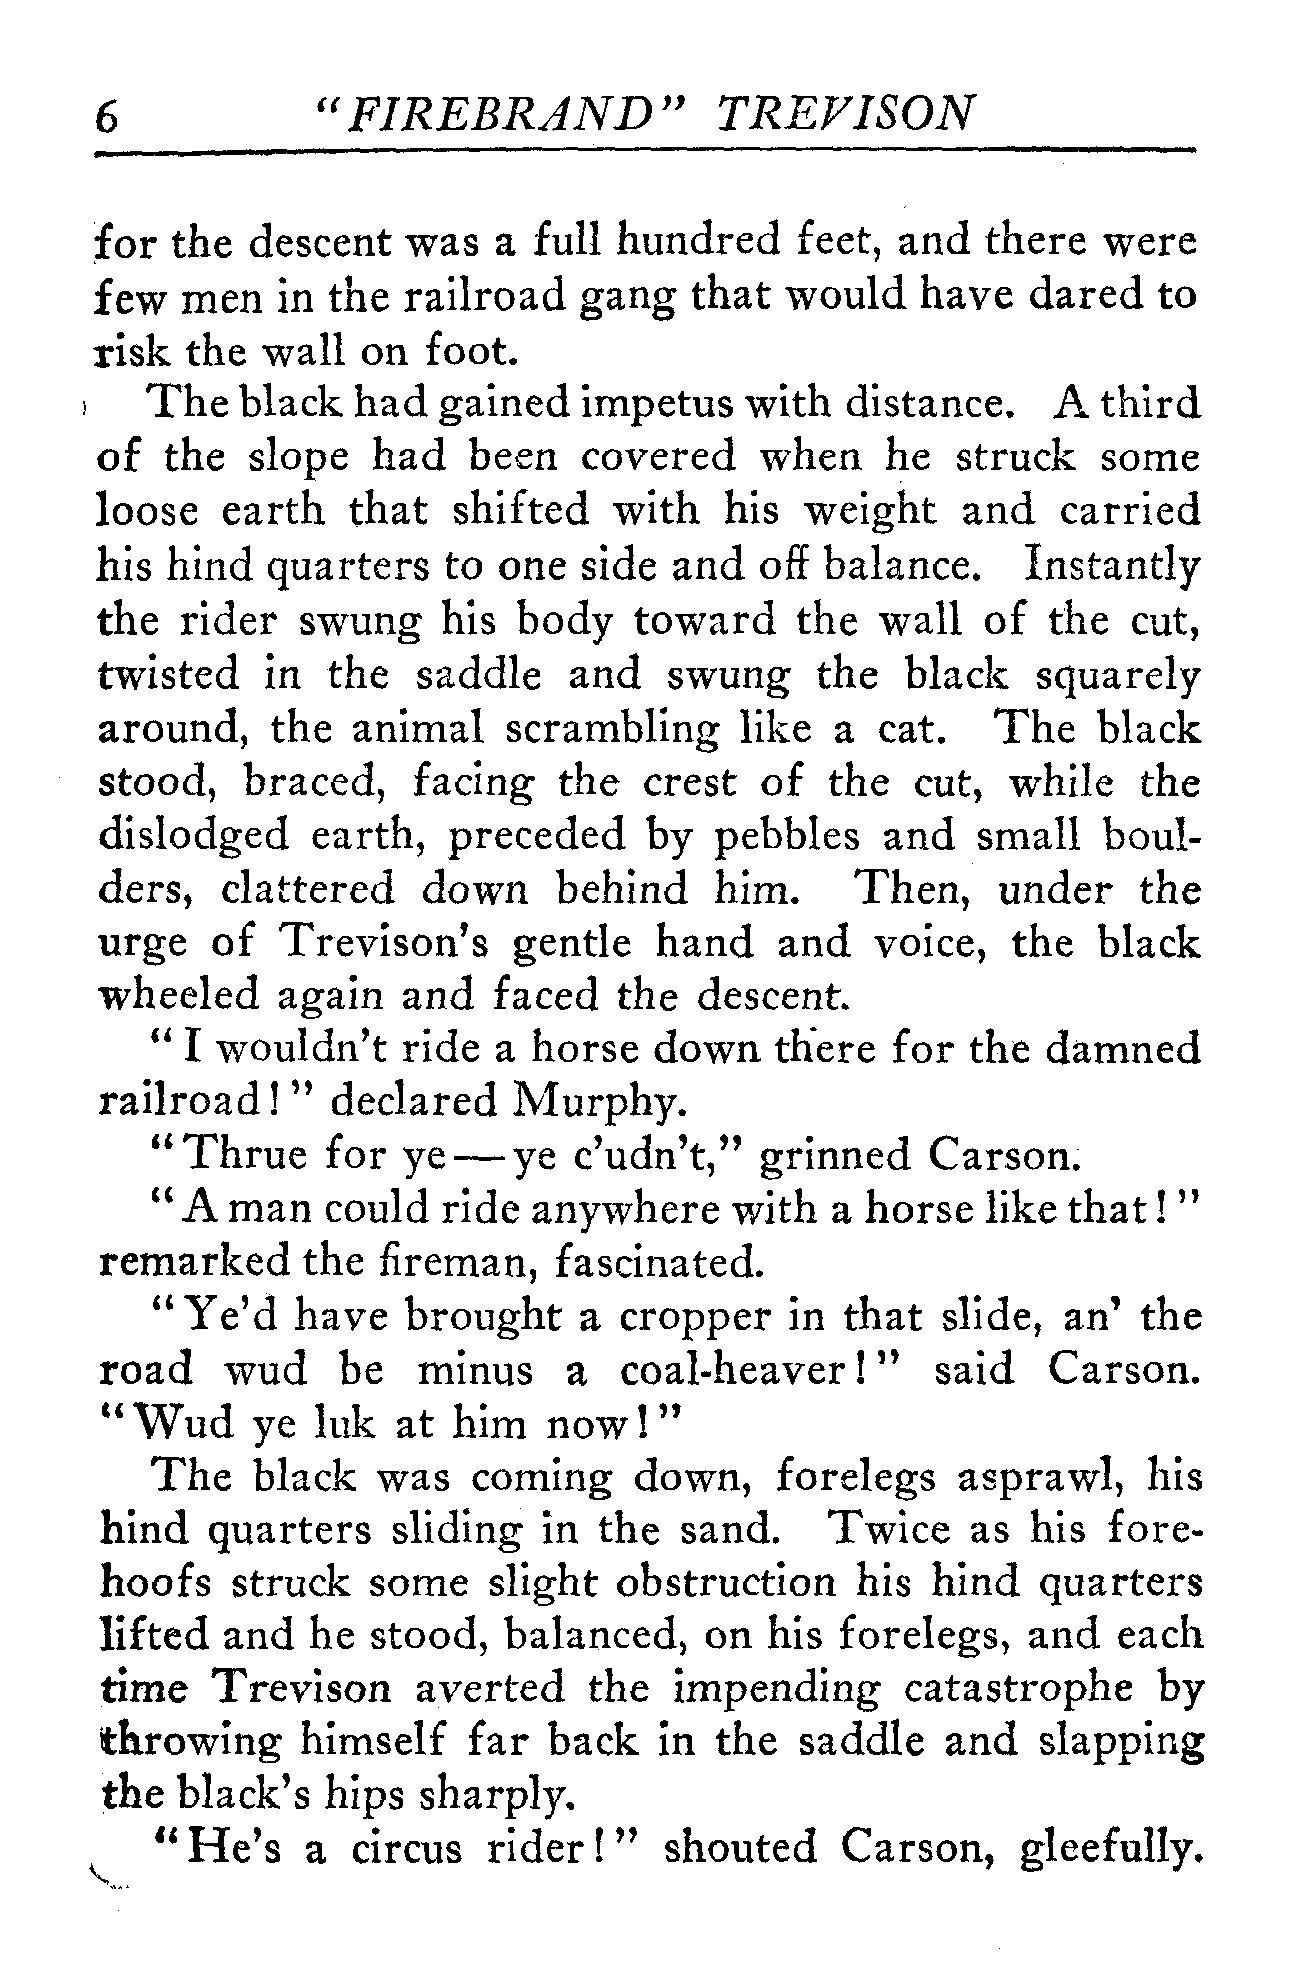 6 "FIREBRAND" TREVISON
for the descent was a full hundred feet, and there were
few men in the railroad gang that would have dared to
risk the wall on foot.
The black had gained impetus with distance. A third
of the slope had been covered when he struck some
loose earth that shifted with his weight and carried
his hind quarters to one side and off balance. Instantly
the rider swung his body toward the wall of the cut,
twisted in the saddle and swung the black squarely
around, the animal scrambling like a cat. The black
stood, braced, facing the crest of the cut, while the
dislodged earth, preceded by pebbles and small boul-
ders, clattered down behind him. Then, under the
urge of Trevison's gentle hand and voice, the black
wheeled again and faced the descent.
"I wouldn't ride a horse down there for the damned
railroad!" declared Murphy.
"Thrue for ye—ye c'udn't," grinned Carson.
"A man could ride anywhere with a horse like that!"
remarked the fireman, fascinated.
"Ye'd have brought a cropper in that slide, an' the
road wud be minus a coal-heaver!" said Carson.
"Wud ye luk at him now!"
The black was coming down, forelegs asprawl, his
hind quarters sliding in the sand. Twice as his fore-
hoofs struck some slight obstruction his hind quarters
lifted and he stood, balanced, on his forelegs, and each
time Trevison averted the impending catastrophe by
throwing himself far back in the saddle and slapping
the black's hips sharply.
"He's a circus rider!" shouted Carson, gleefully.